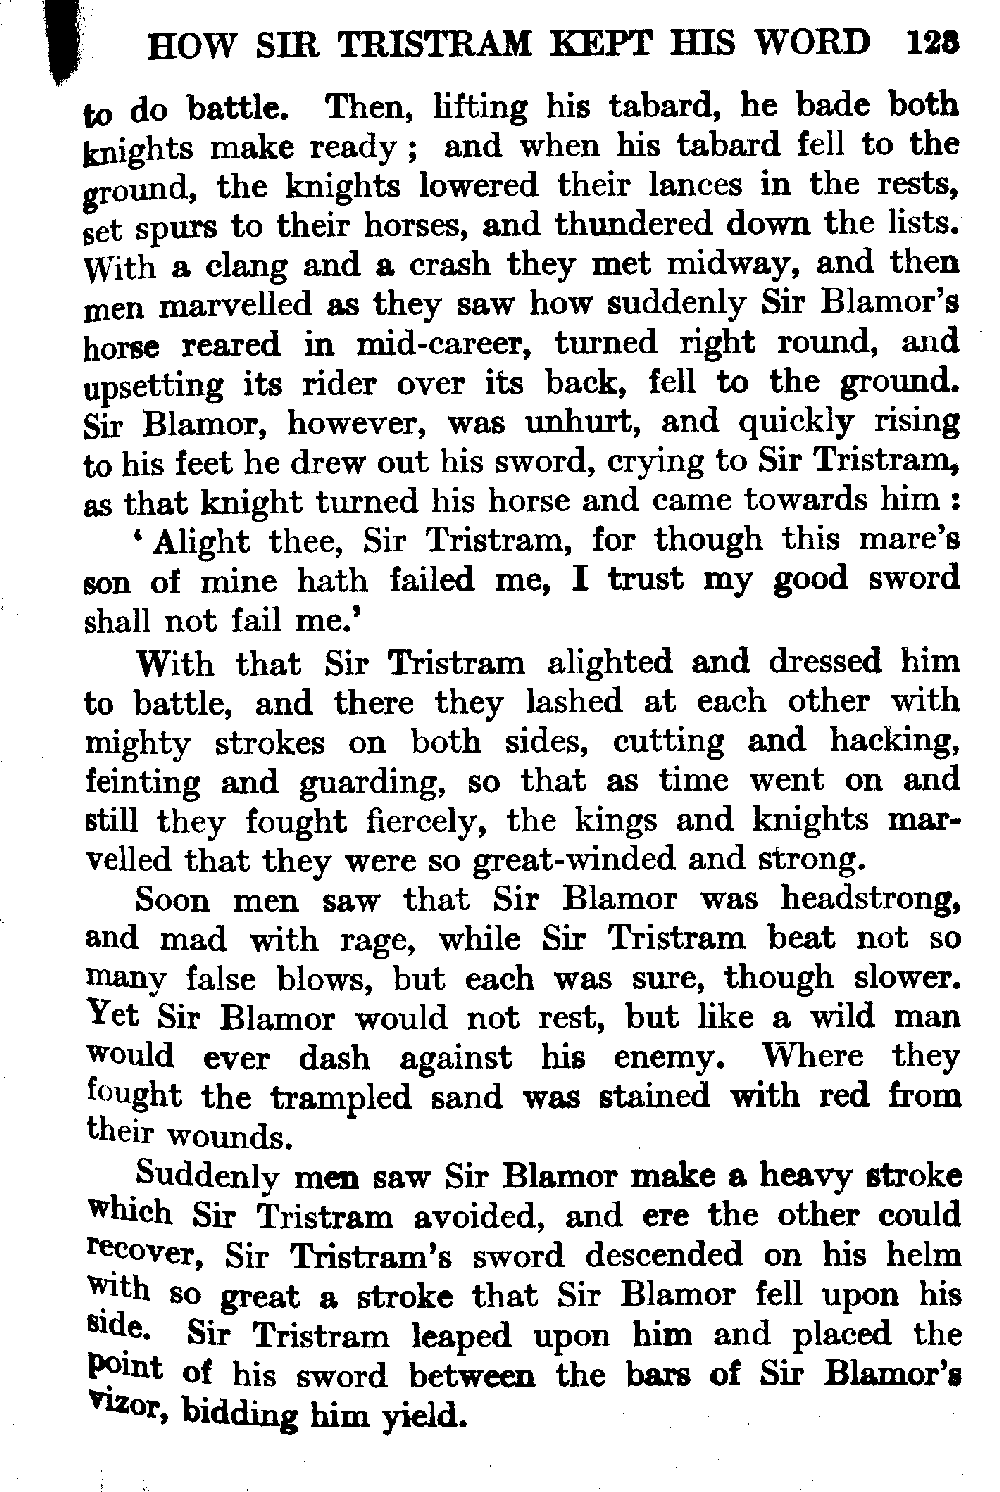 HOW SIR TRISTRAM KEPT HIS WORD 123
to do battle. Then, lifting his tabard, he bade both
knights make ready ; and when his tabard fell to the
ground, the knights lowered their lances in the rests,
set spurs to their horses, and thundered down the lists.
With a clang and a crash they met midway, and then
men marvelled as they saw how suddenly Sir Blamor's
horse reared in mid-career, turned right round, and
upsetting its rider over its back, fell to the ground.
Sir Blamor, however, was unhurt, and quickly rising
to his feet he drew out his sword, crying to Sir Tristram,
as that knight turned his horse and came towards him :
‘ Alight thee, Sir Tristram, for though this mare's
son of mine hath failed me, I trust my good sword
shall not fail me.’
With that Sir Tristram alighted and dressed him
to battle, and there they lashed at each other with
mighty strokes on both sides, cutting and hacking,
feinting and guarding, so that as time went on and
still they fought fiercely, the kings and knights mar-
velled that they were so great-winded and strong.
Soon men saw that Sir Blamor was headstrong,
and mad with rage, while Sir Tristram beat not so
many false blows, but each was sure, though slower.
Yet Sir Blamor would not rest, but like a wild man
would ever dash against his enemy. Where they
fought the trampled sand was stained with red from
their wounds.
Suddenly men saw Sir Blamor make a heavy stroke
which Sir Tristram avoided, and ere the other could
recover, Sir Tristram's sword descended on his helm
with so great a stroke that Sir Blamor fell upon his
side. Sir Tristram leaped upon him and placed the
point of his sword between the bars of Sir Blamor's
vizor, bidding him yield.